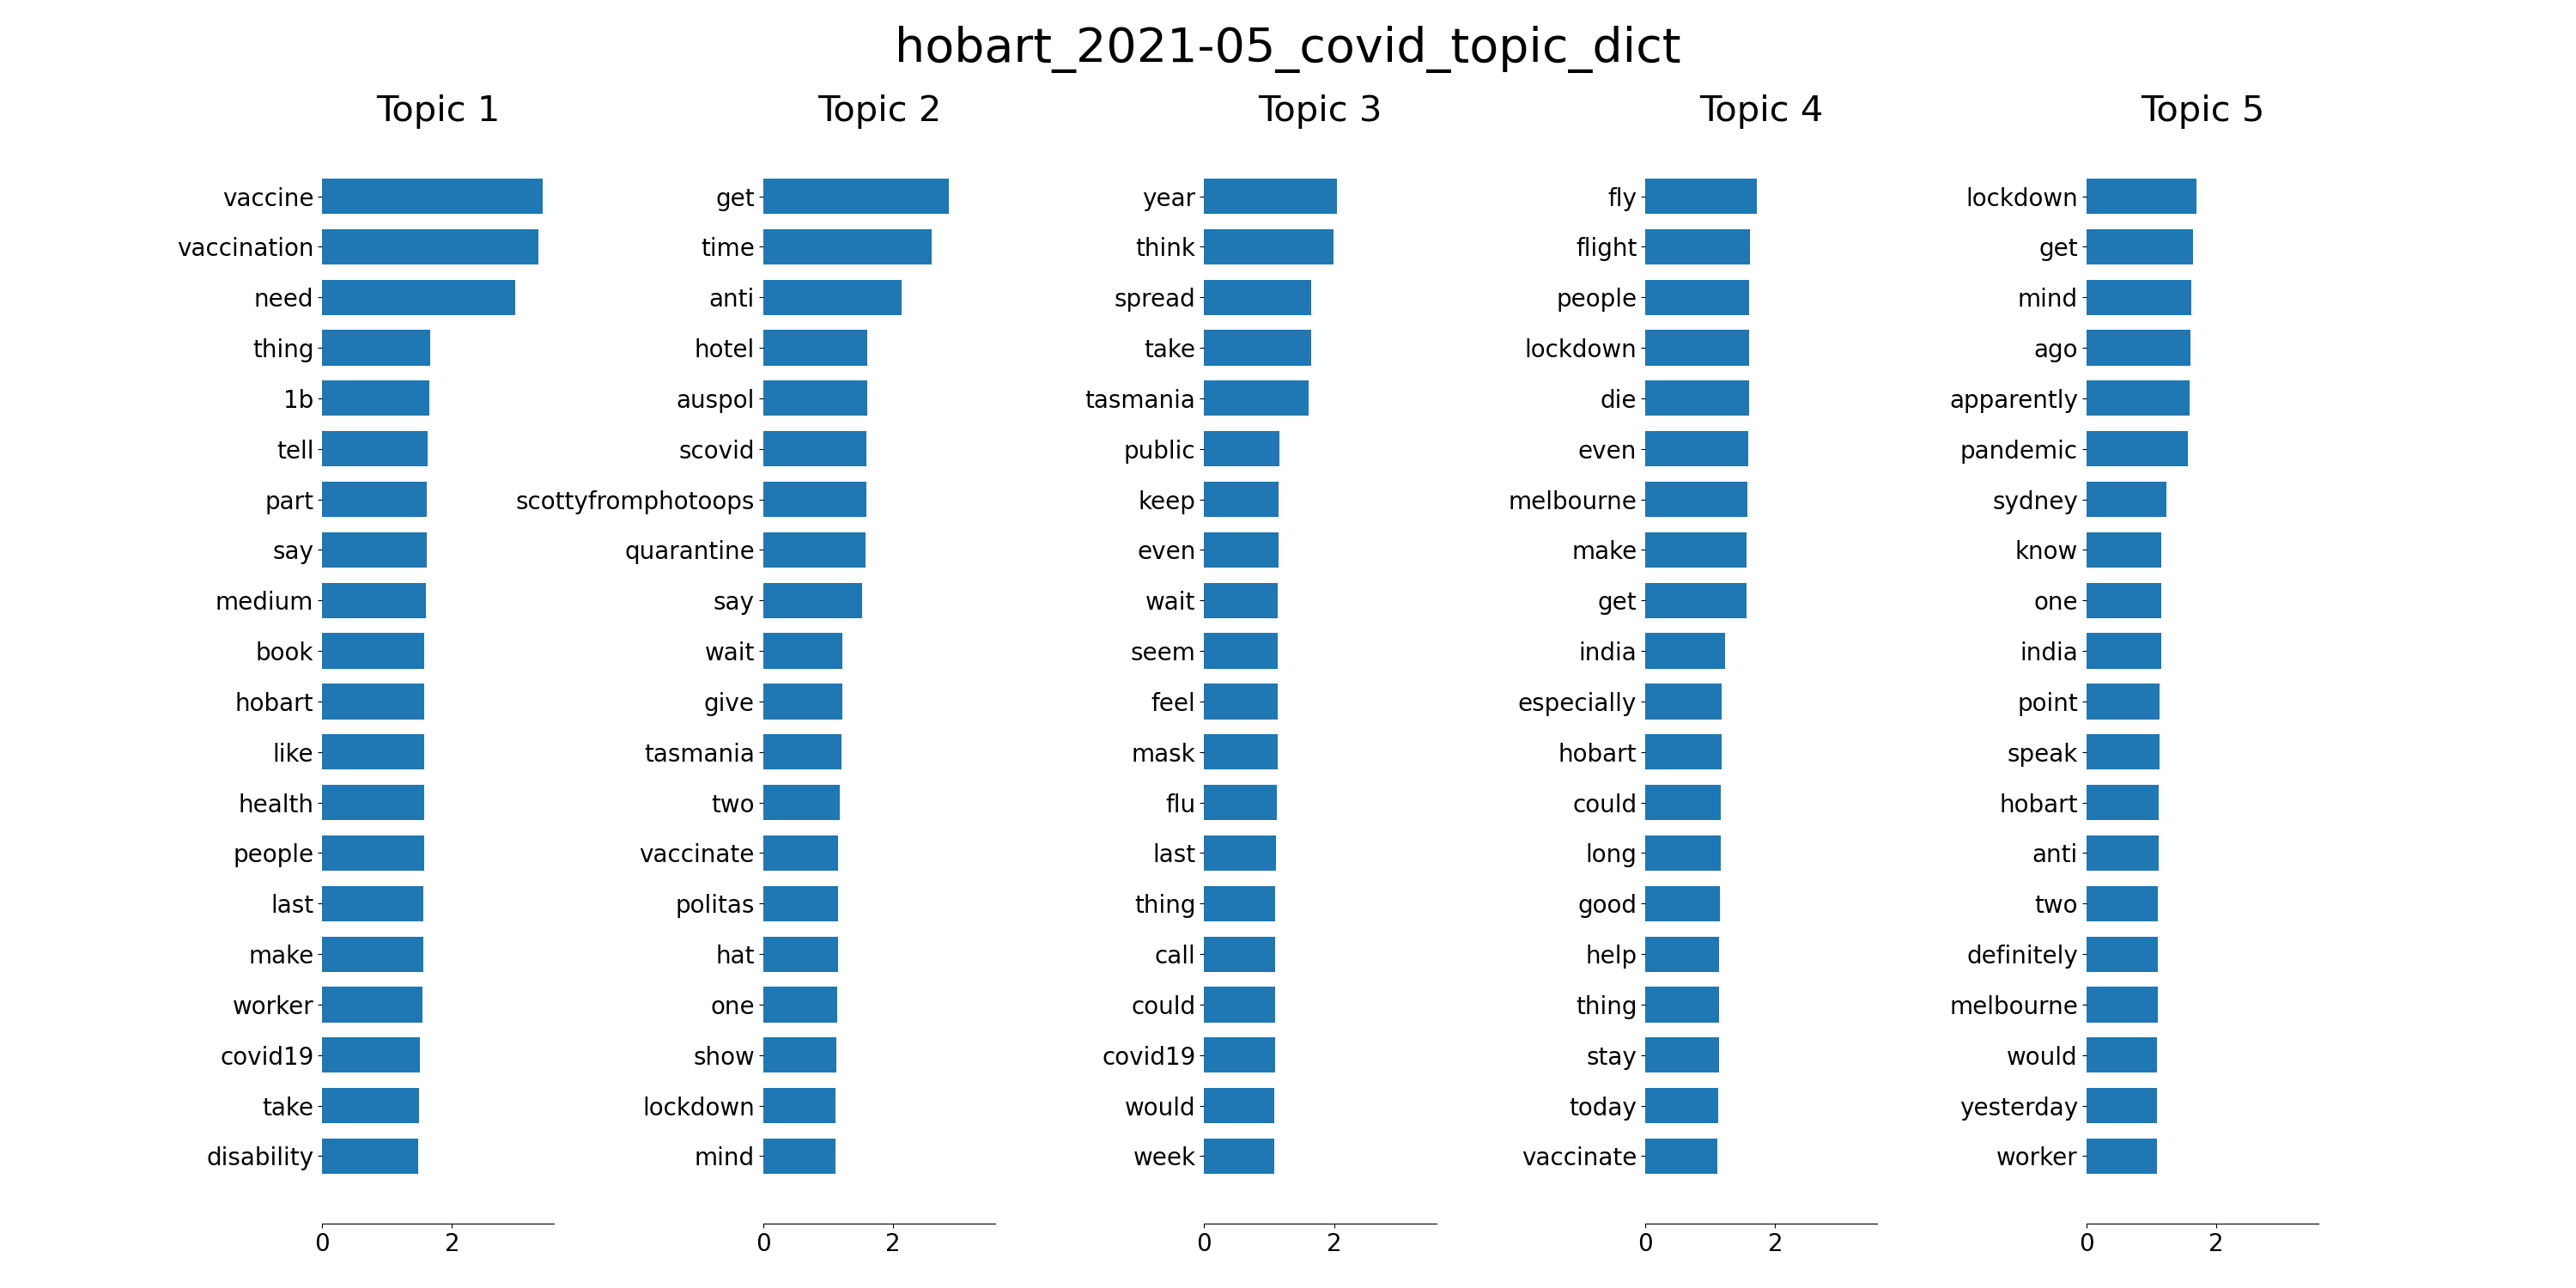 hobart_2021-05_covid_topic_dict
Topic 1
vaccine
vaccination
need
thing
1b
tell
part
say
medium
book
hobart
like
health
people
last
make
worker
covid19
take
disability
0 2
Topic 2
get
time
anti
hotel
auspol
scovid
scottyfromphotoops
quarantine
say
wait
give
tasmania
two
vaccinate
politas
hat
one
show
lockdown
mind
0 2
Topic 3
year
think
spread
take
tasmania
public
keep
even
wait
seem
feel
mask
flu
last
thing
call
could
covid19
would
week
0 2
Topic 4
fly
flight
people
lockdown
die
even
melbourne
make
get
india
especially
hobart
could
long
good
help
thing
stay
today
vaccinate
0 2
Topic 5
lockdown
get
mind
ago
apparently
pandemic
sydney
know
one
india
point
speak
hobart
anti
two
definitely
melbourne
would
yesterday
worker
0 2